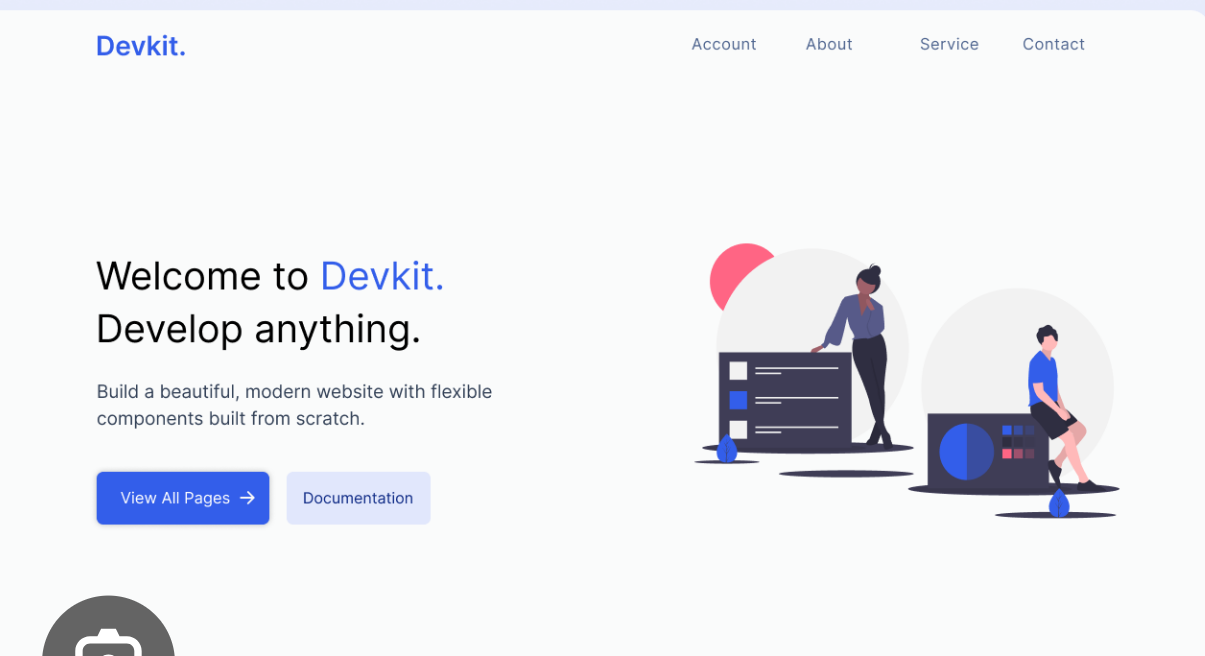 Devkit.
Account About Service Contact
Welcome to Devkit.
Develop anything.
Build a beautiful, modern website with flexible
components built from scratch.
View All Pages → Documentation